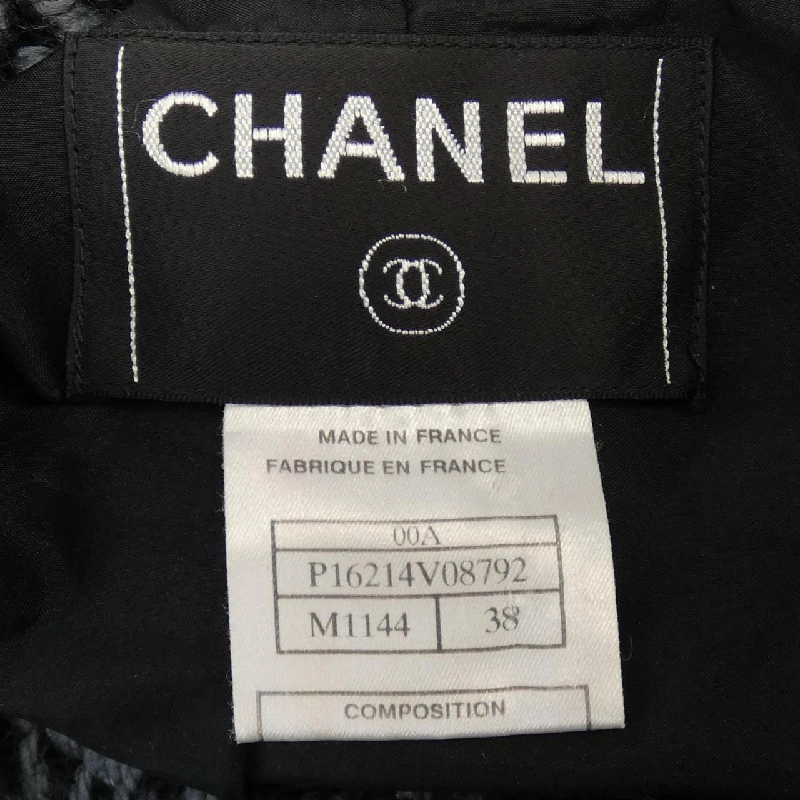 CHANEL
MADE IN FRANCE
FABRIQUE EN FRANCE
00A
P16214V08792
M1144 38
COMPOSITION